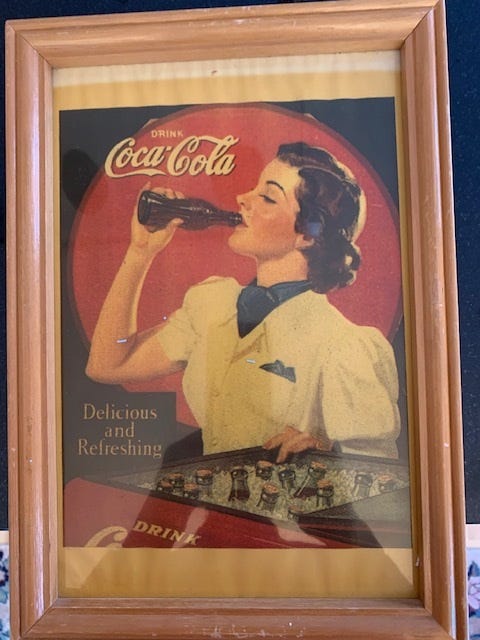 DRINK
Coca-Cola
Delicious
and
Refreshing
DRINK
C